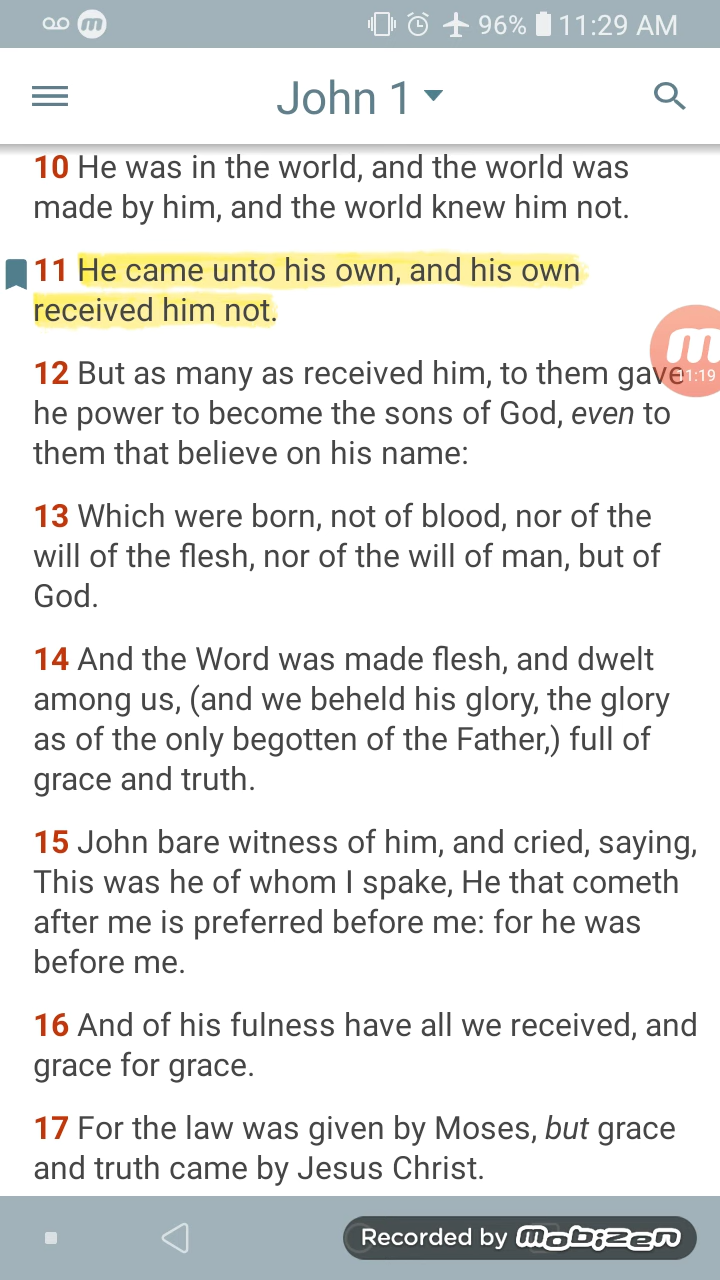 96% 11:29 AM
John 1
10 He was in the world, and the world was
made by him, and the world knew him not.
11 He came unto his own, and his own
received him not.
12 But as many as received him, to them gave
11:19
he power to become the sons of God, even to
them that believe on his name:
13 Which were born, not of blood, nor of the
will of the flesh, nor of the will of man, but of
God.
14 And the Word was made flesh, and dwelt
among us, (and we beheld his glory, the glory
as of the only begotten of the Father,) full of
grace and truth.
15 John bare witness of him, and cried, saying,
This was he of whom I spake, He that cometh
after me is preferred before me: for he was
before me.
16 And of his fulness have all we received, and
grace for grace.
17 For the law was given by Moses, but grace
and truth came by Jesus Christ.
Recorded by mobizen